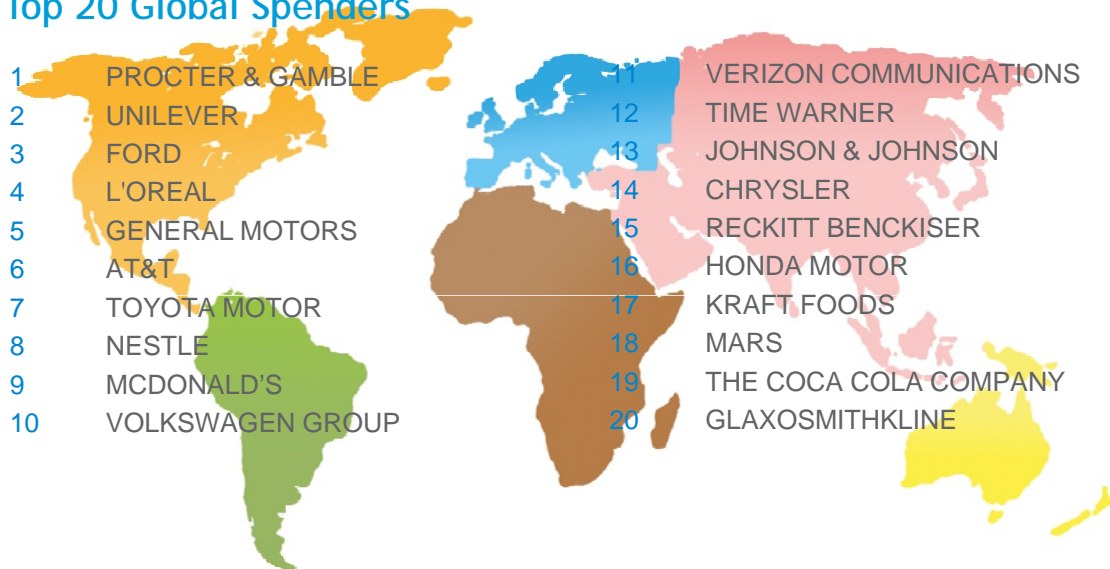 Top 20 Global Spenders
1 PROCTER & GAMBLE
2 UNILEVER
3 FORD
4 L'OREAL
5 GENERAL MOTORS
6 AT&T
7 TOYOTA MOTOR
8 NESTLE
9 MCDONALD'S
10 VOLKSWAGEN GROUP
11 VERIZON COMMUNICATIONS
12 TIME WARNER
13 JOHNSON & JOHNSON
14 CHRYSLER
15 RECKITT BENCKISER
16 HONDA MOTOR
17 KRAFT FOODS
18 MARS
19 THE COCA COLA COMPANY
20 GLAXOSMITHKLINE